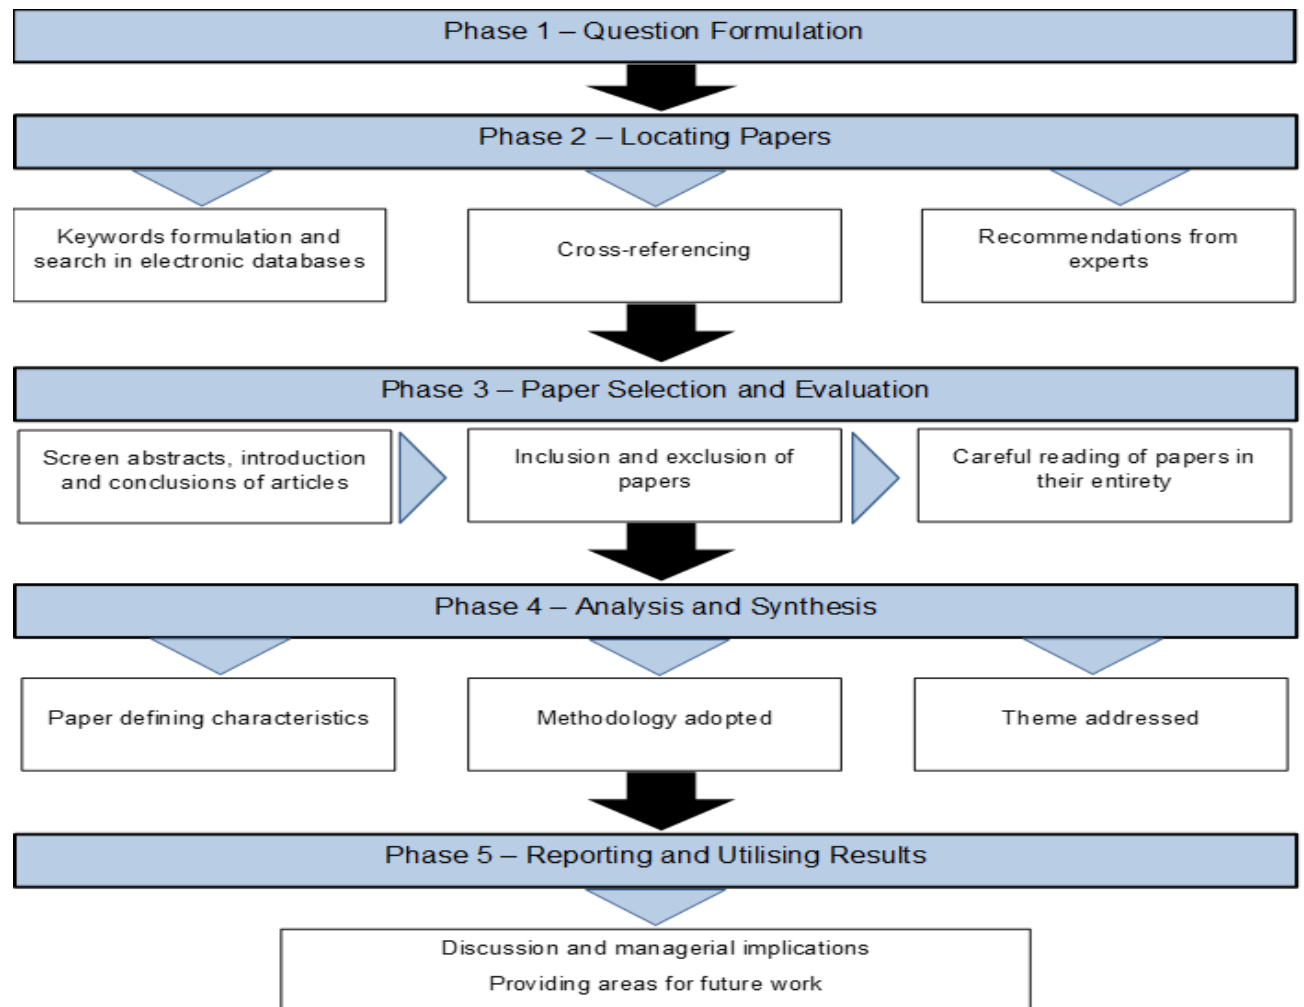 Phase 1 – Question Formulation
Phase 2 – Locating Papers
Keywords formulation and
search in electronic databases
Cross-referencing
Recommendations from
experts
Phase 3 – Paper Selection and Evaluation
Screen abstracts, introduction
and conclusions of articles
Inclusion and exclusion of
papers
Careful reading of papers in
their entirety
Phase 4 – Analysis and Synthesis
Paper defining characteristics
Methodology adopted
Theme addressed
Phase 5 – Reporting and Utilising Results
Discussion and managerial implications
Providing areas for future work